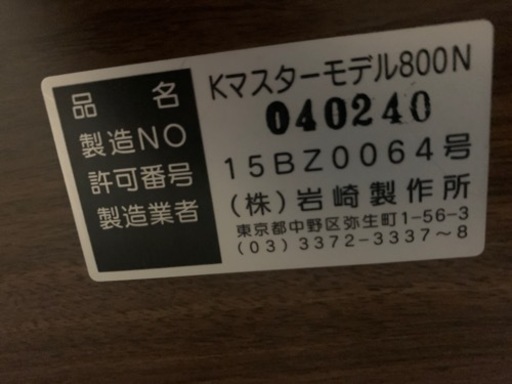 品名 Kマスターモデル800N
製造NO 040240
許可番号 15BZ0064号
製造業者 (株)岩崎製作所
東京都中野区弥生町1-56-3
(03)3372-3337〜8